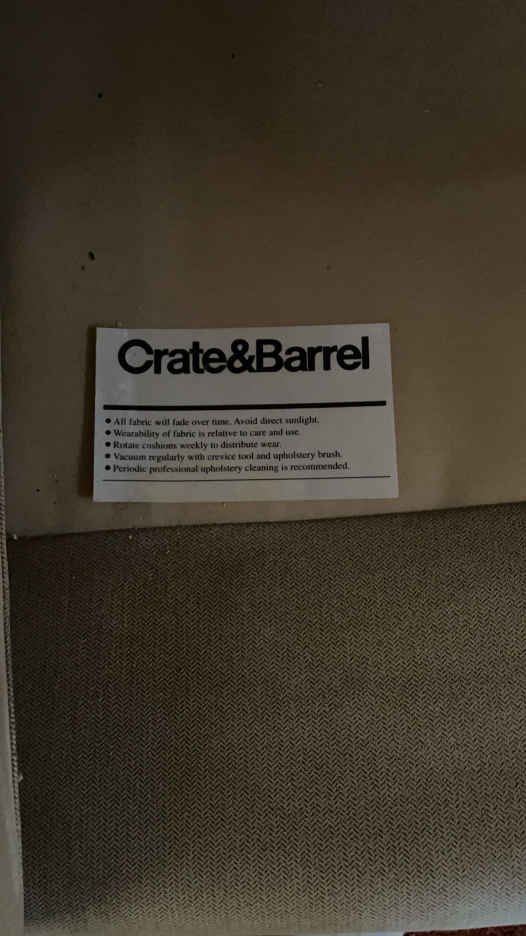 Crate&Barrel
● All fabric will fade over time. Avoid direct sunlight.
● Wearability of fabric is relative to care and use.
● Rotate cushions weekly to distribute wear.
● Vacuum regularly with crevice tool and upholstery brush.
● Periodic professional upholstery cleaning is recommended.